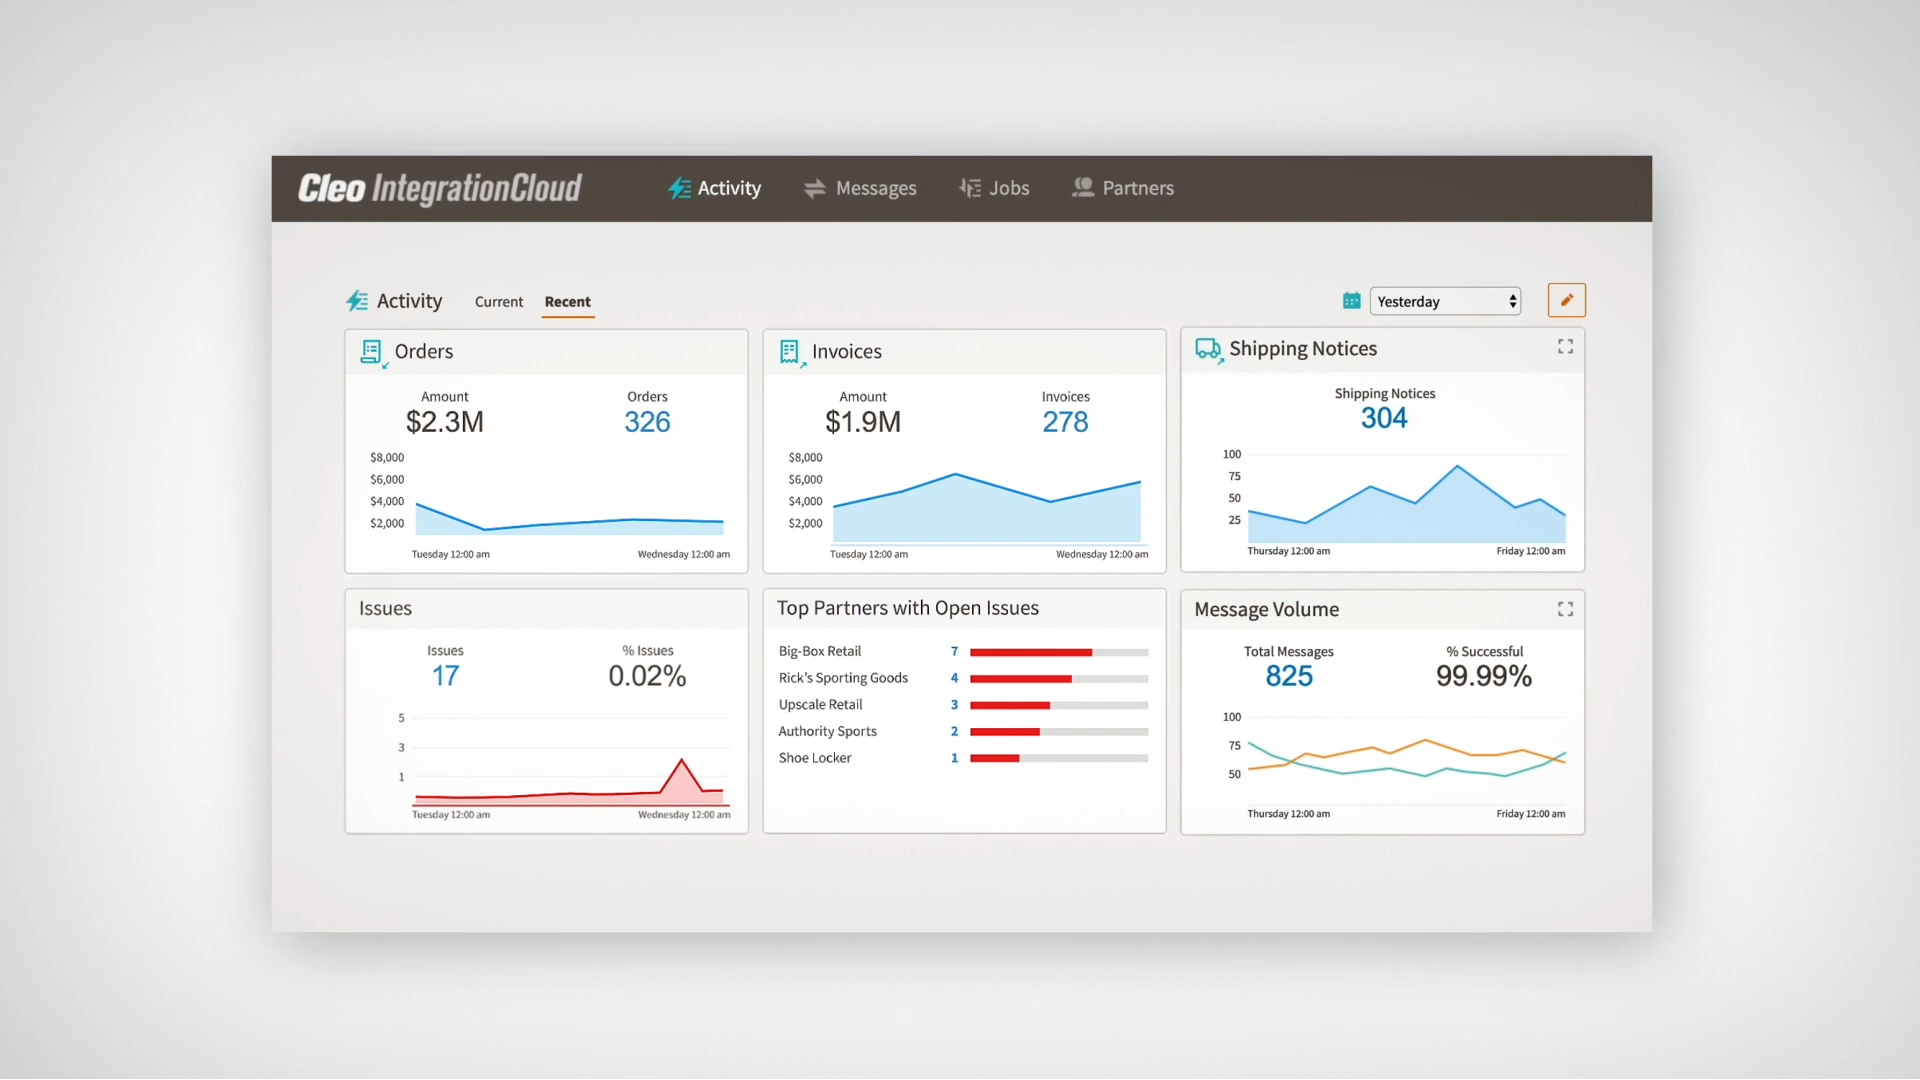 Cleo IntegrationCloud
Activity
Messages
Jobs
Partners
Activity
Current
Recent
Yesterday
Orders
Amount
Orders
$2.3M
326
$8,000
$6,000
$4,000
$2,000
Tuesday 12:00 am
Wednesday 12:00 am
Invoices
Amount
Invoices
$1.9M
278
$8,000
$6,000
$4,000
$2,000
Tuesday 12:00 am
Wednesday 12:00 am
Shipping Notices
Shipping Notices
304
100
75
50
25
Thursday 12:00 am
Friday 12:00 am
Issues
Issues
% Issues
17
0.02%
5
3
1
Tuesday 12:00 am
Wednesday 12:00 am
Top Partners with Open Issues
Big-Box Retail 7
Rick's Sporting Goods 4
Upscale Retail 3
Authority Sports 2
Shoe Locker 1
Message Volume
Total Messages
% Successful
825
99.99%
100
75
50
Thursday 12:00 am
Friday 12:00 am